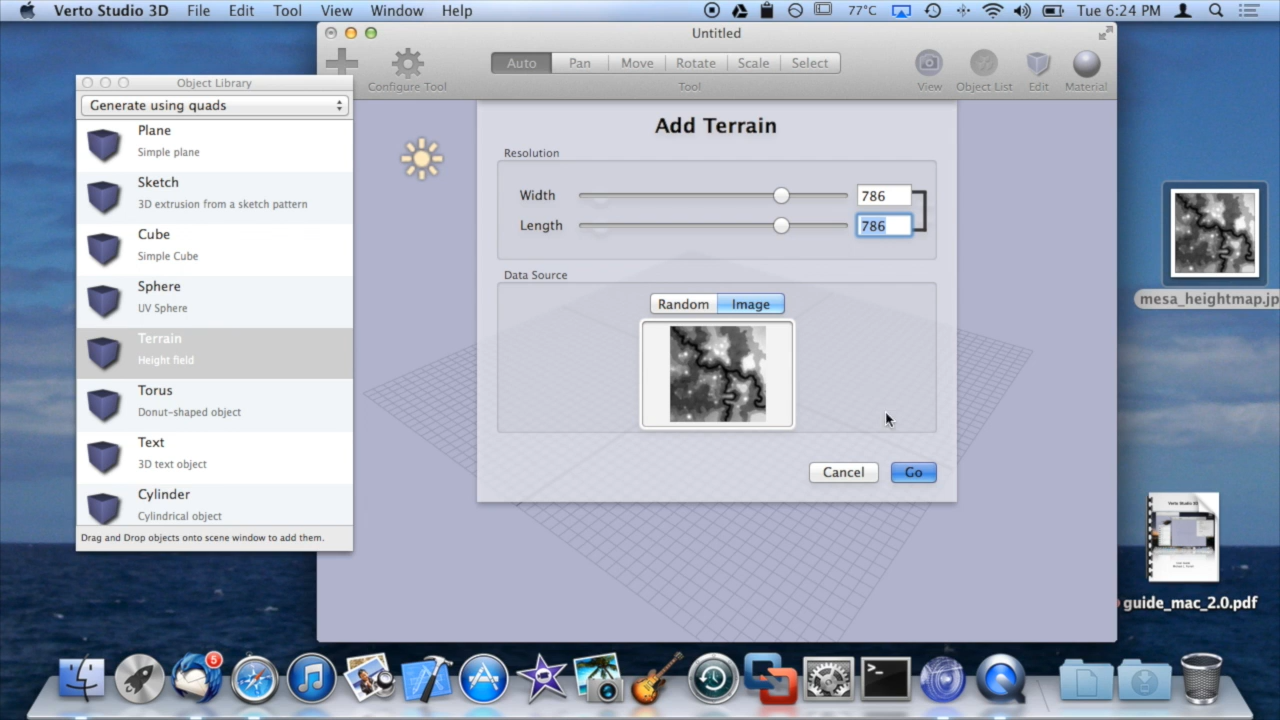 Verto Studio 3D File Edit Tool View Window Help 77°C Tue 6:24 PM
Untitled
Auto Pan Move Rotate Scale Select
Configure Tool Tool View Object List Edit Material
Object Library
Generate using quads
Plane
Simple plane
Sketch
3D extrusion from a sketch pattern
Cube
Simple Cube
Sphere
UV Sphere
Terrain
Height field
Torus
Donut-shaped object
Text
3D text object
Cylinder
Cylindrical object
Drag and Drop objects onto scene window to add them.
Add Terrain
Resolution
Width 786
Length 786
Data Source
Random Image
Cancel Go
mesa_heightmap.jp
Verto Studio 3D
guide_mac_2.0.pdf
5